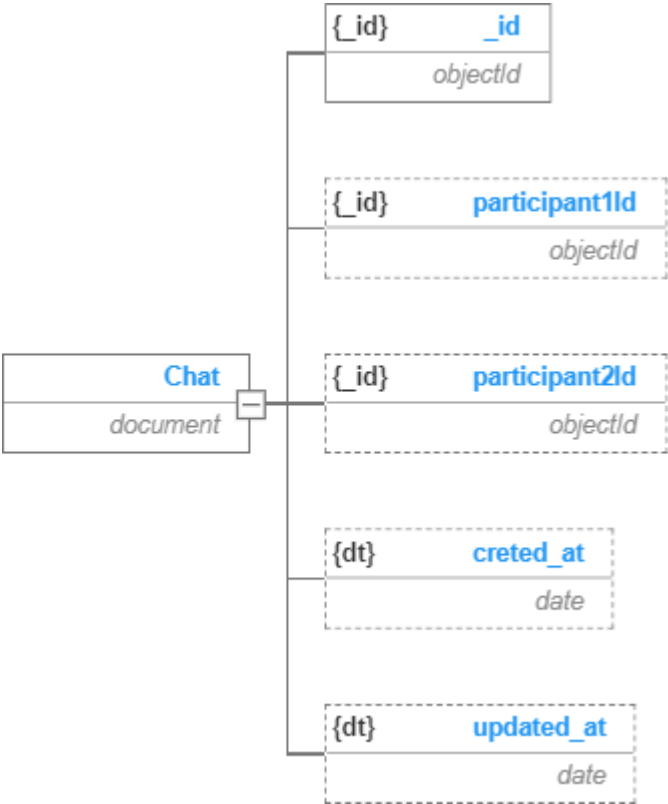 {_id} _id
objectId
{_id} participant1Id
objectId
Chat
document
{_id} participant2Id
objectId
{dt} creted_at
date
{dt} updated_at
date